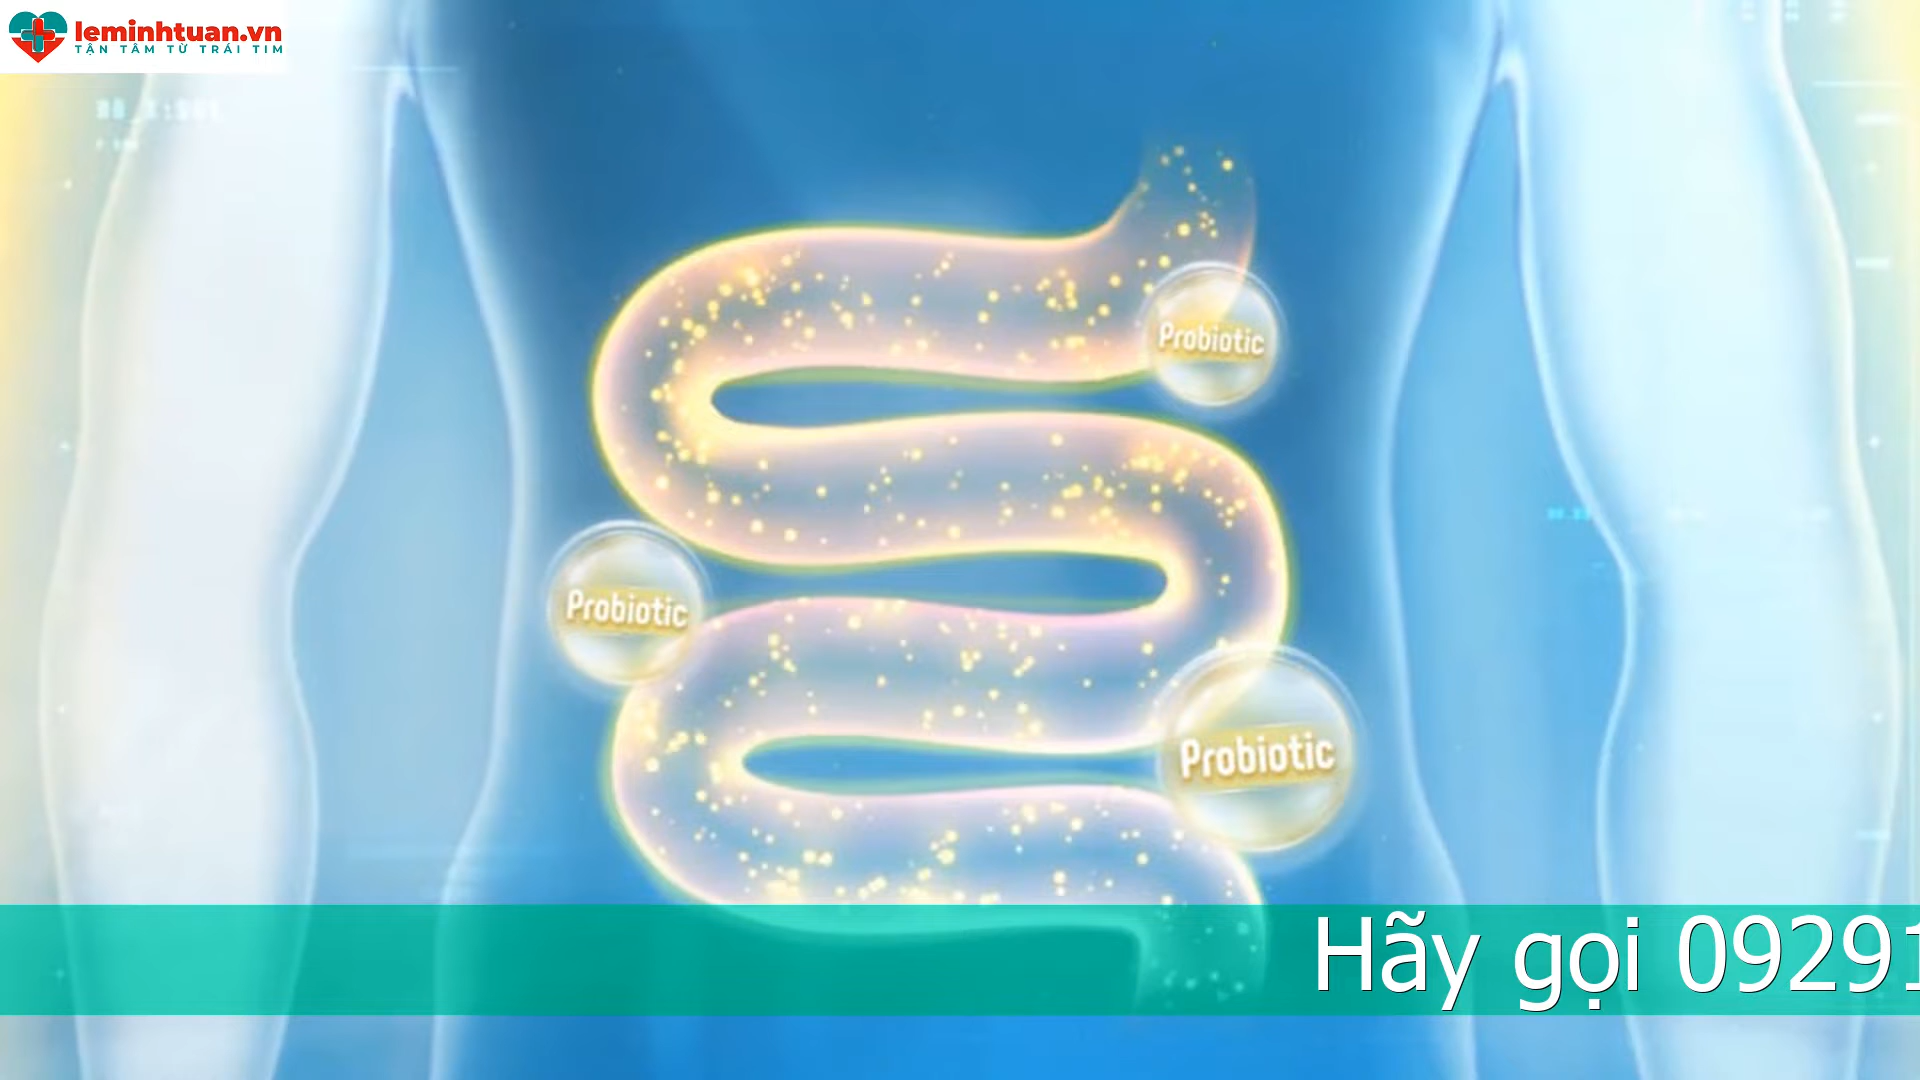 leminhtuan.vn
TẬN TÂM TỪ TRÁI TIM
Probiotic
Probiotic
Probiotic
Hãy gọi 09291